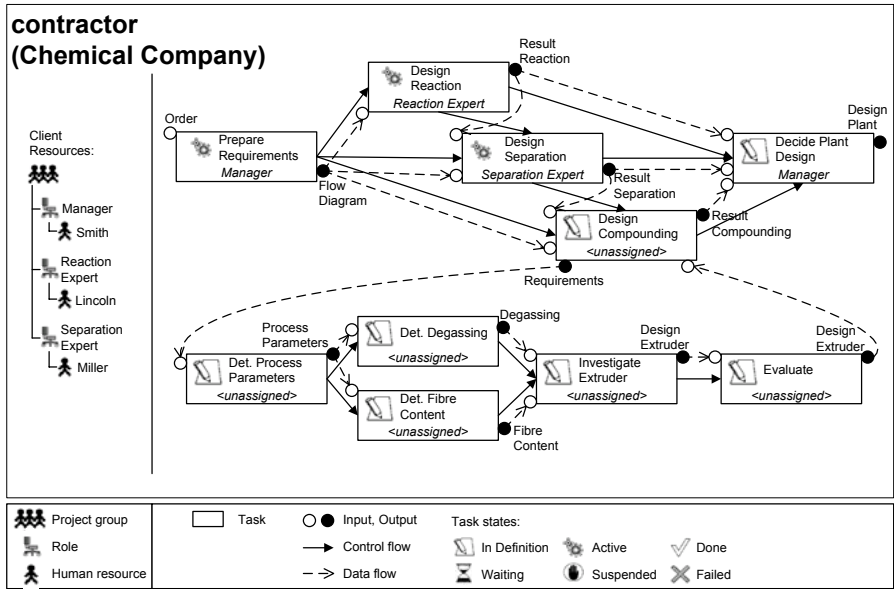 contractor
(Chemical Company)
Client
Resources:
Manager
Smith
Reaction
Expert
Lincoln
Separation
Expert
Miller
Order
Prepare
Requirements
Manager
Flow
Diagram
Design
Reaction
Reaction Expert
Result
Reaction
Design
Separation
Separation Expert
Result
Separation
Design
Compounding
<unassigned>
Result
Compounding
Requirements
Decide Plant
Design
Manager
Design
Plant
Det. Process
Parameters
<unassigned>
Process
Parameters
Det. Degassing
<unassigned>
Degassing
Det. Fibre
Content
<unassigned>
Fibre
Content
Investigate
Extruder
<unassigned>
Design
Extruder
Evaluate
<unassigned>
Design
Extruder
Project group
Role
Human resource
Task
Input, Output
Control flow
Data flow
Task states:
In Definition
Active
Done
Waiting
Suspended
Failed